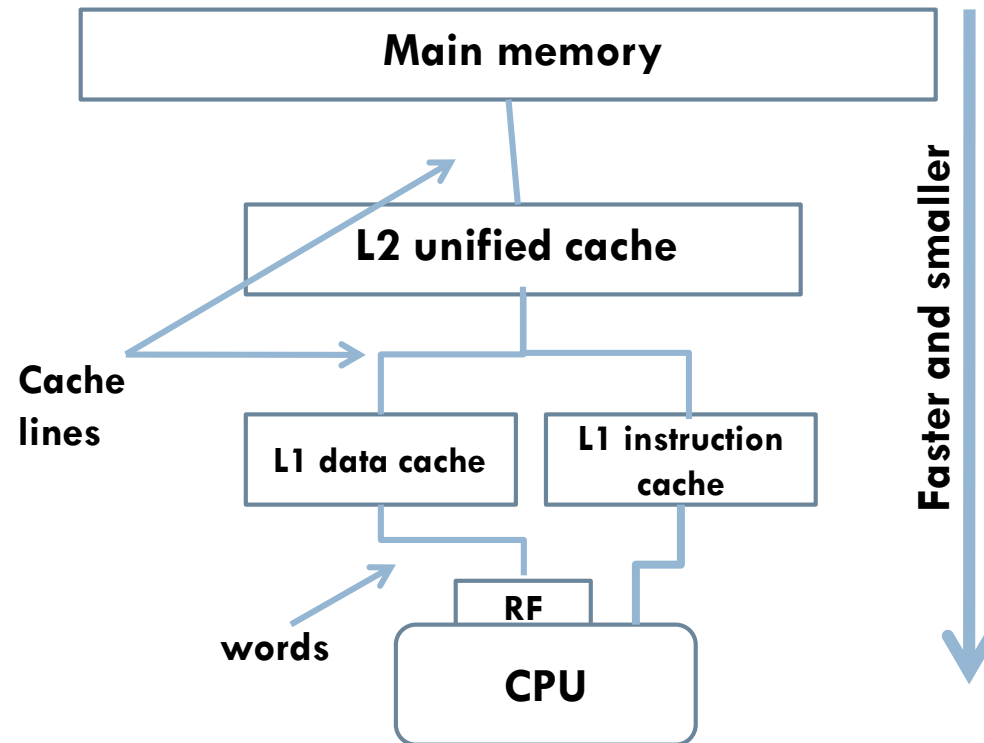 Main memory
L2 unified cache
Cache
lines
L1 data cache
L1 instruction
cache
words
RF
CPU
Faster and smaller